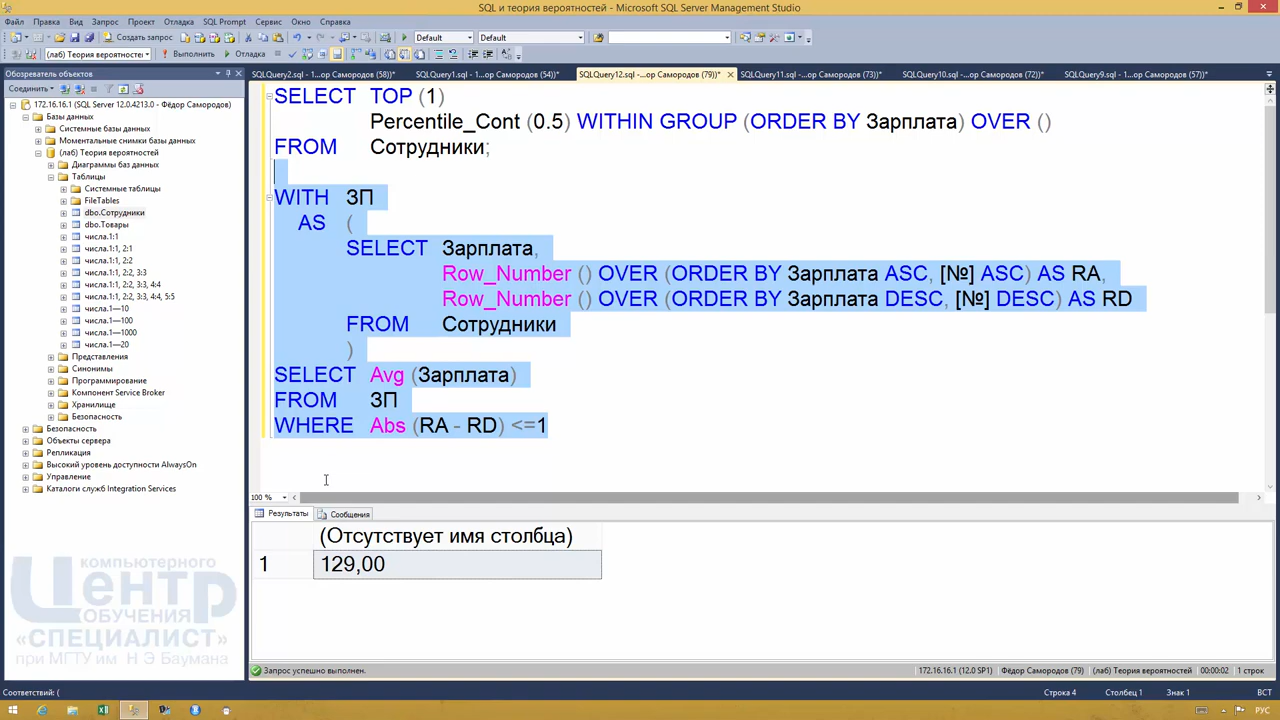 SQL и теория вероятностей - Microsoft SQL Server Management Studio
Файл Правка Вид Запрос Проект Отладка SQL Prompt Сервис Окно Справка
Создать запрос Default Default
(лаб) Теория вероятносте Выполнить Отладка
Обозреватель объектов
Соединить
172.16.16.1 (SQL Server 12.0.4213.0 - Фёдор Самородов)
Базы данных
Системные базы данных
Моментальные снимки базы данных
(лаб) Теория вероятностей
Диаграммы баз данных
Таблицы
Системные таблицы
FileTables
dbo.Сотрудники
dbo.Товары
числа.1:1
числа.1:1, 2:1
числа.1:1, 2:2
числа.1:1, 2:2, 3:3
числа.1:1, 2:2, 3:3, 4:4
числа.1:1, 2:2, 3:3, 4:4, 5:5
числа.1—10
числа.1—100
числа.1—1000
числа.1—20
Представления
Синонимы
Программирование
Компонент Service Broker
Хранилище
Безопасность
Безопасность
Объекты сервера
Репликация
Высокий уровень доступности AlwaysOn
Управление
Каталоги служб Integration Services
компьютерного
Центр
ОБУЧЕНИЯ
«СПЕЦИАЛИСТ»
при МГТУ им Н Э Баумана
SQLQuery2.sql - 1...ор Самородов (58))* SQLQuery1.sql - 1...ор Самородов (54))* SQLQuery12.sql -...ор Самородов (79))* SQLQuery11.sql -...ор Самородов (73))* SQLQuery10.sql -...ор Самородов (72))* SQLQuery9.sql - 1...ор Самородов (57))*
SELECT TOP (1)
Percentile_Cont (0.5) WITHIN GROUP (ORDER BY Зарплата) OVER ()
FROM Сотрудники;
WITH ЗП
AS (
SELECT Зарплата,
Row_Number () OVER (ORDER BY Зарплата ASC, [№] ASC) AS RA,
Row_Number () OVER (ORDER BY Зарплата DESC, [№] DESC) AS RD
FROM Сотрудники
)
SELECT Avg (Зарплата)
FROM ЗП
WHERE Abs (RA - RD) <=1
100 %
Результаты Сообщения
(Отсутствует имя столбца)
1 129,00
Запрос успешно выполнен. 172.16.16.1 (12.0 SP1) Фёдор Самородов (79) (лаб) Теория вероятностей 00:00:02 1 строк
Соответствий: ( Строка 4 Столбец 1 Знак 1 ВСТ
РУС